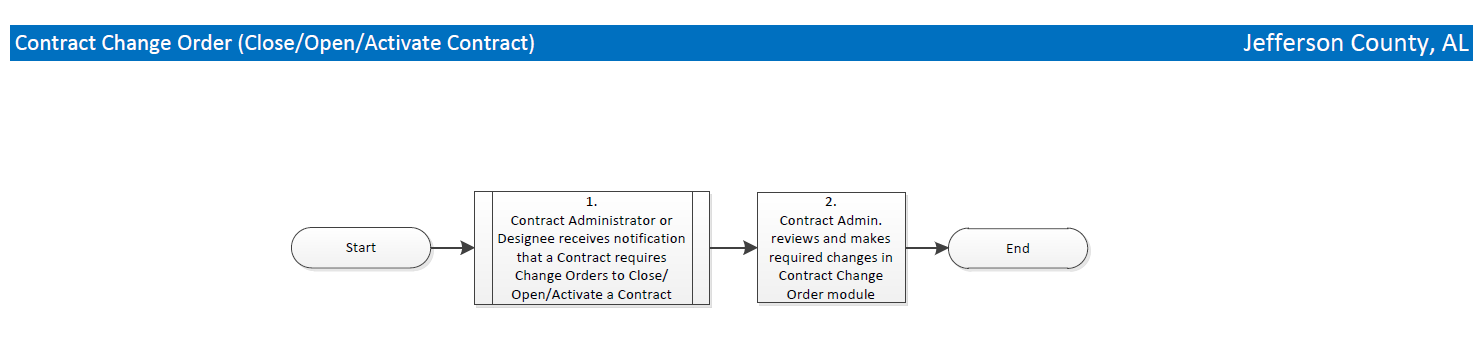 Contract Change Order (Close/Open/Activate Contract)
Jefferson County, AL
Start
1.
Contract Administrator or
Designee receives notification
that a Contract requires
Change Orders to Close/
Open/Activate a Contract
2.
Contract Admin.
reviews and makes
required changes in
Contract Change
Order module
End